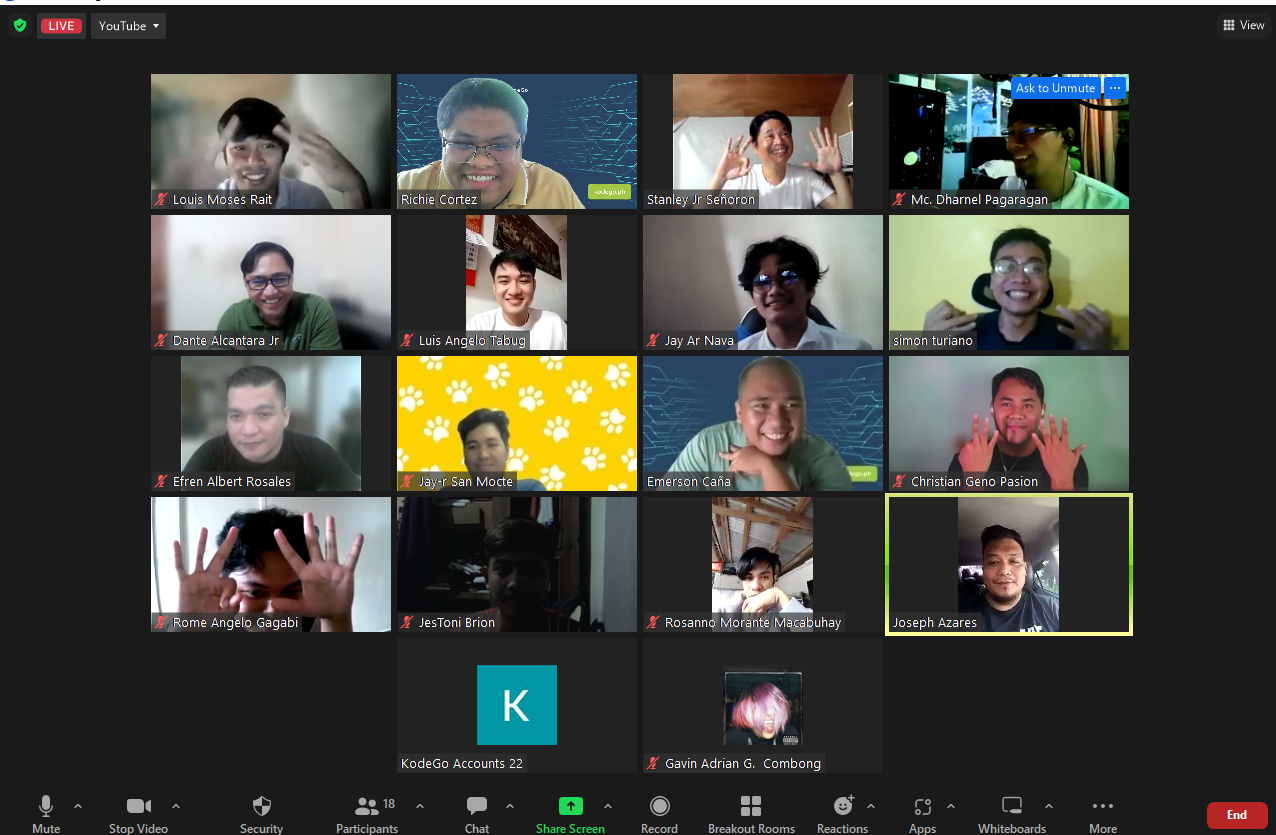 LIVE
YouTube
View
Ask to Unmute ...
Louis Moses Rait
Richie Cortez
kodego.ph
Stanley Jr Señoron
Mc. Dharnel Pagaragan
Dante Alcantara Jr
Luis Angelo Tabug
Jay Ar Nava
simon turiano
Efren Albert Rosales
Jay-r San Mocte
Emerson Caña
Christian Geno Pasion
Rome Angelo Gagabi
JesToni Brion
Rosanno Morante Macabuhay
Joseph Azares
K
KodeGo Accounts 22
Gavin Adrian G. Combong
18
Mute
Stop Video
Security
Participants
Chat
Share Screen
Record
Breakout Rooms
Reactions
Apps
Whiteboards
More
End